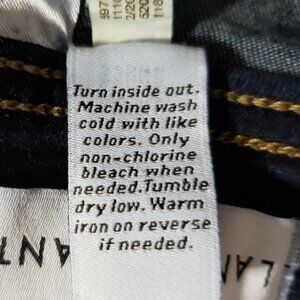 Turn inside out.
Machine wash
cold with like
colors. Only
non-chlorine
bleach when
needed.Tumble
dry low. Warm
iron on reverse
if needed.